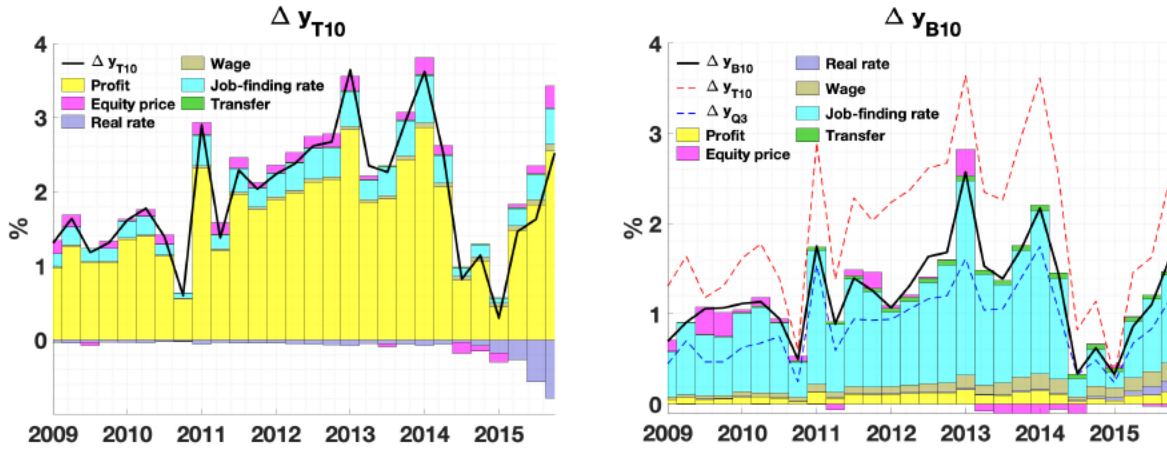 Δ y_T10
4
3
2
1
0
%
Δ y_T10
Profit
Equity price
Real rate
Wage
Job-finding rate
Transfer
2009 2010 2011 2012 2013 2014 2015
Δ y_B10
4
3
2
1
0
%
Δ y_B10
Δ y_T10
Δ y_Q3
Profit
Equity price
Real rate
Wage
Job-finding rate
Transfer
2009 2010 2011 2012 2013 2014 2015